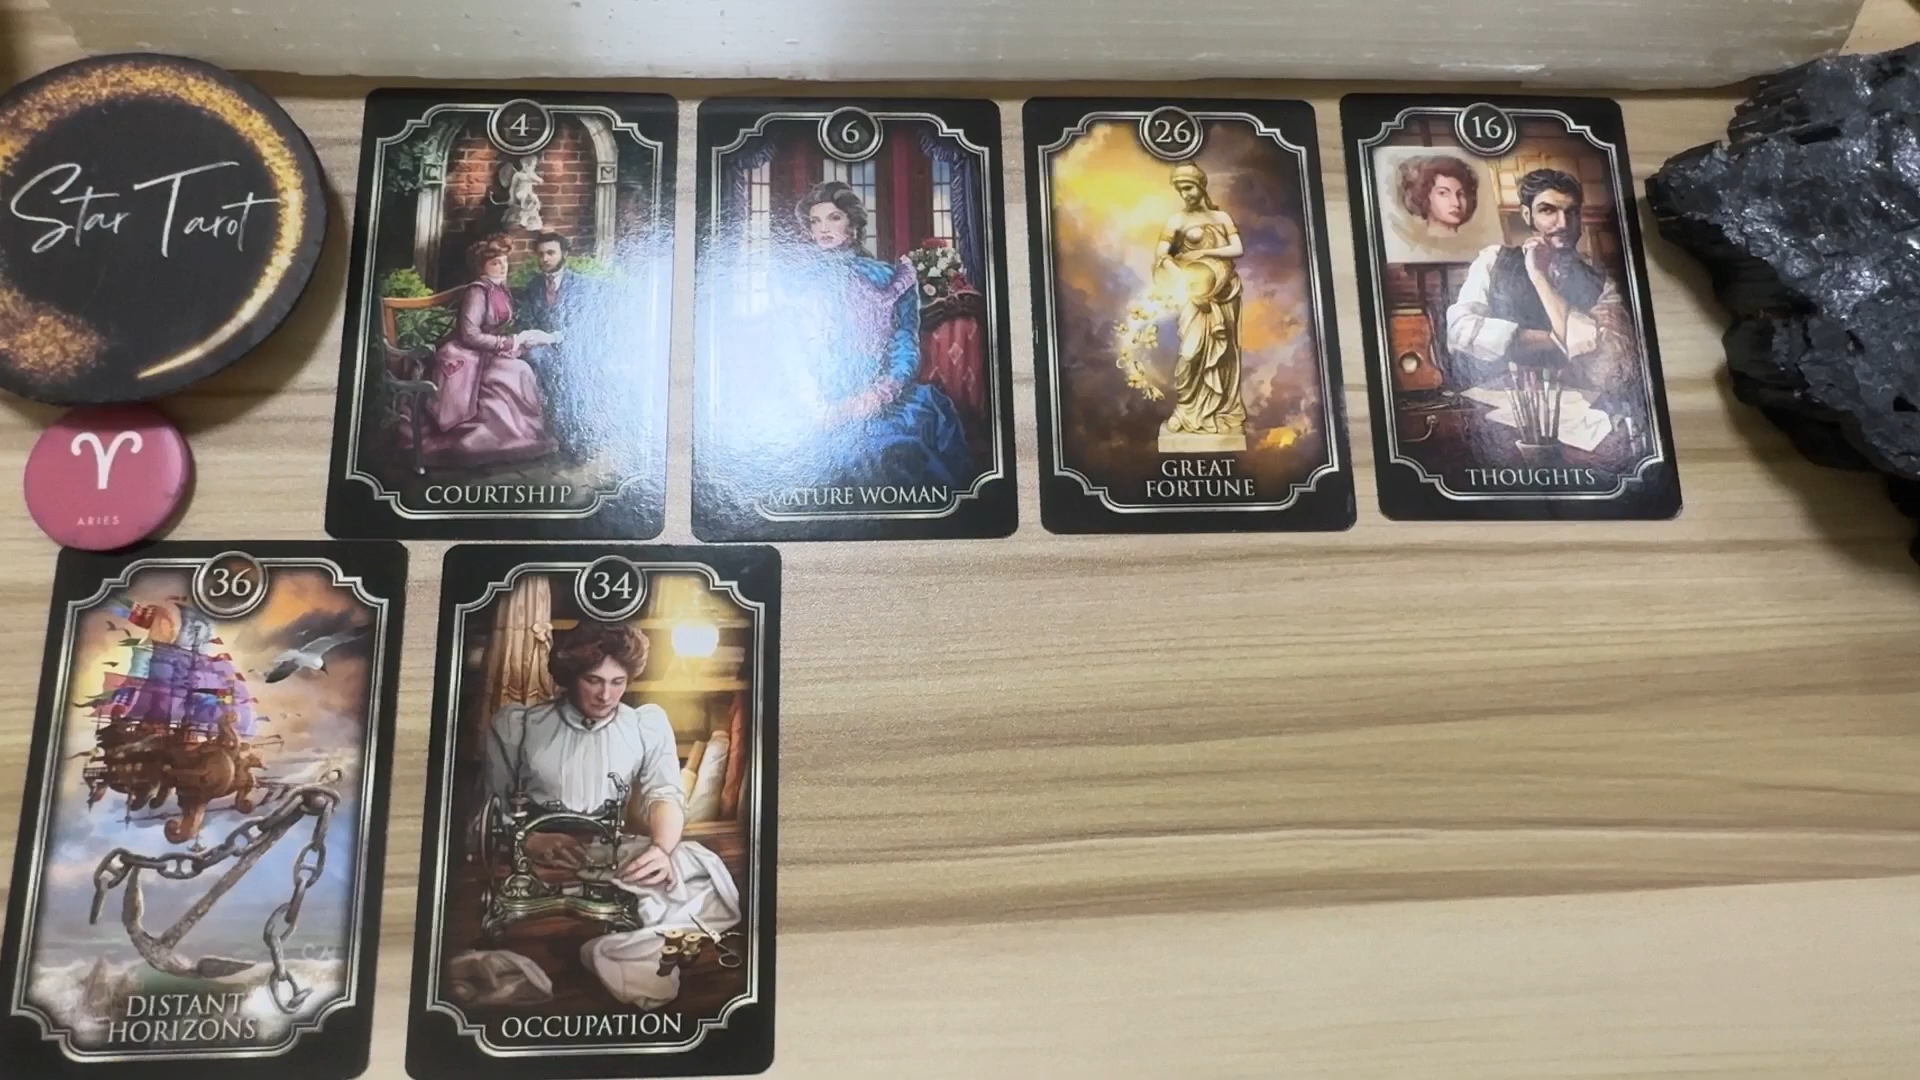 Star Tarot
ARIES
4
COURTSHIP
6
MATURE WOMAN
26
GREAT
FORTUNE
16
THOUGHTS
36
DISTANT
HORIZONS
34
OCCUPATION